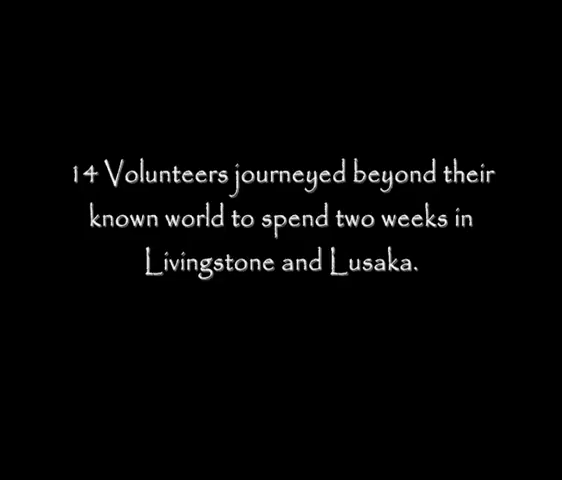 14 Volunteers journeyed beyond their
known world to spend two weeks in
Livingstone and Lusaka.